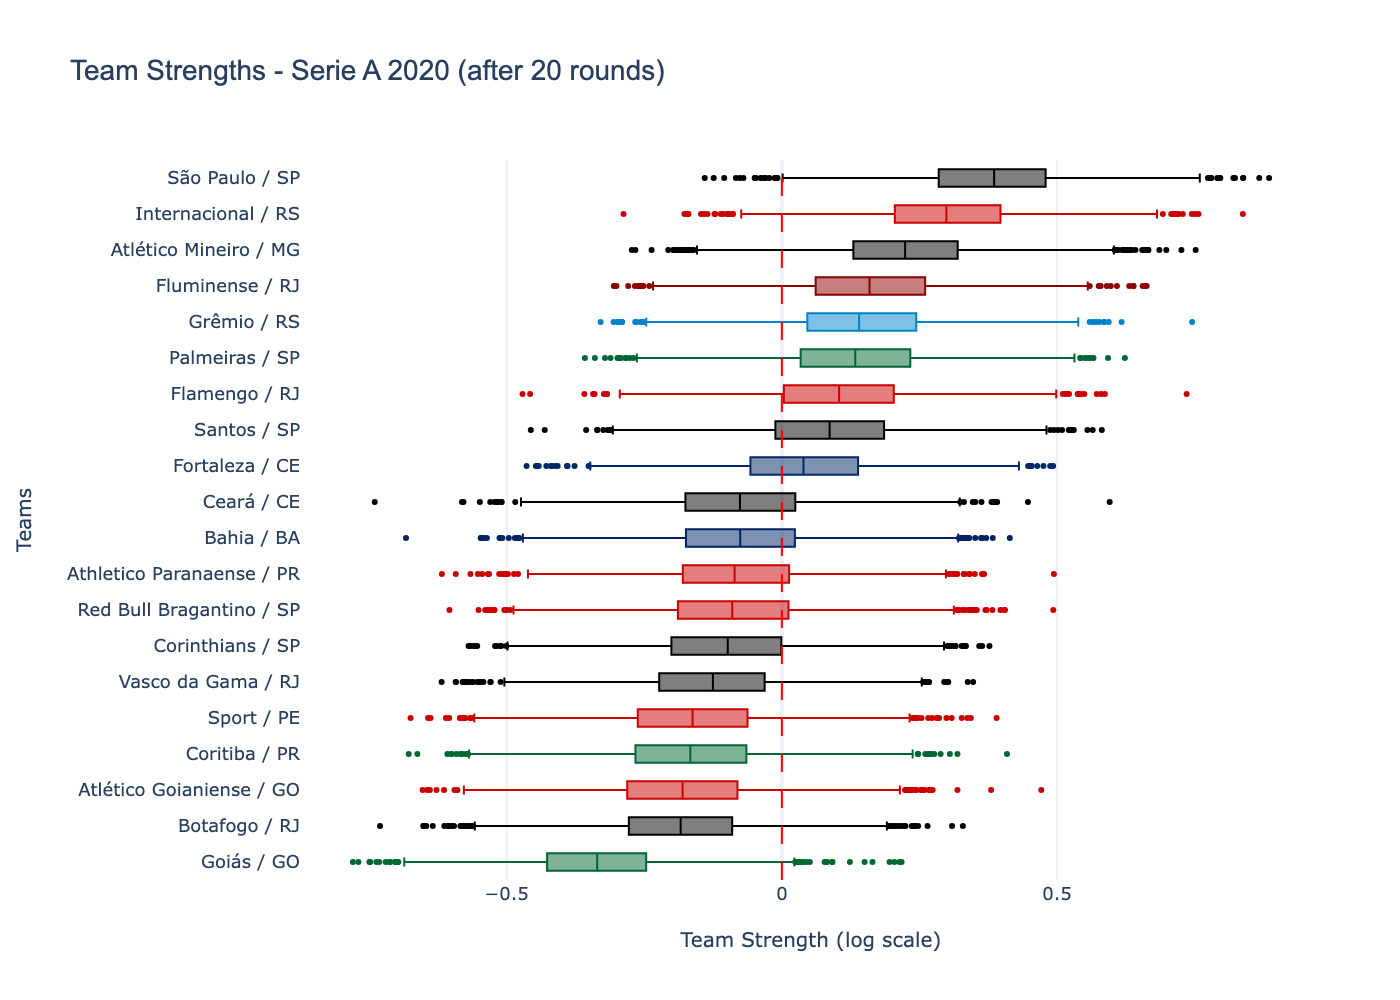 Team Strengths - Serie A 2020 (after 20 rounds)
São Paulo / SP
Internacional / RS
Atlético Mineiro / MG
Fluminense / RJ
Grêmio / RS
Palmeiras / SP
Flamengo / RJ
Santos / SP
Fortaleza / CE
Ceará / CE
Bahia / BA
Athletico Paranaense / PR
Red Bull Bragantino / SP
Corinthians / SP
Vasco da Gama / RJ
Sport / PE
Coritiba / PR
Atlético Goianiense / GO
Botafogo / RJ
Goiás / GO
Teams
−0.5 0 0.5
Team Strength (log scale)